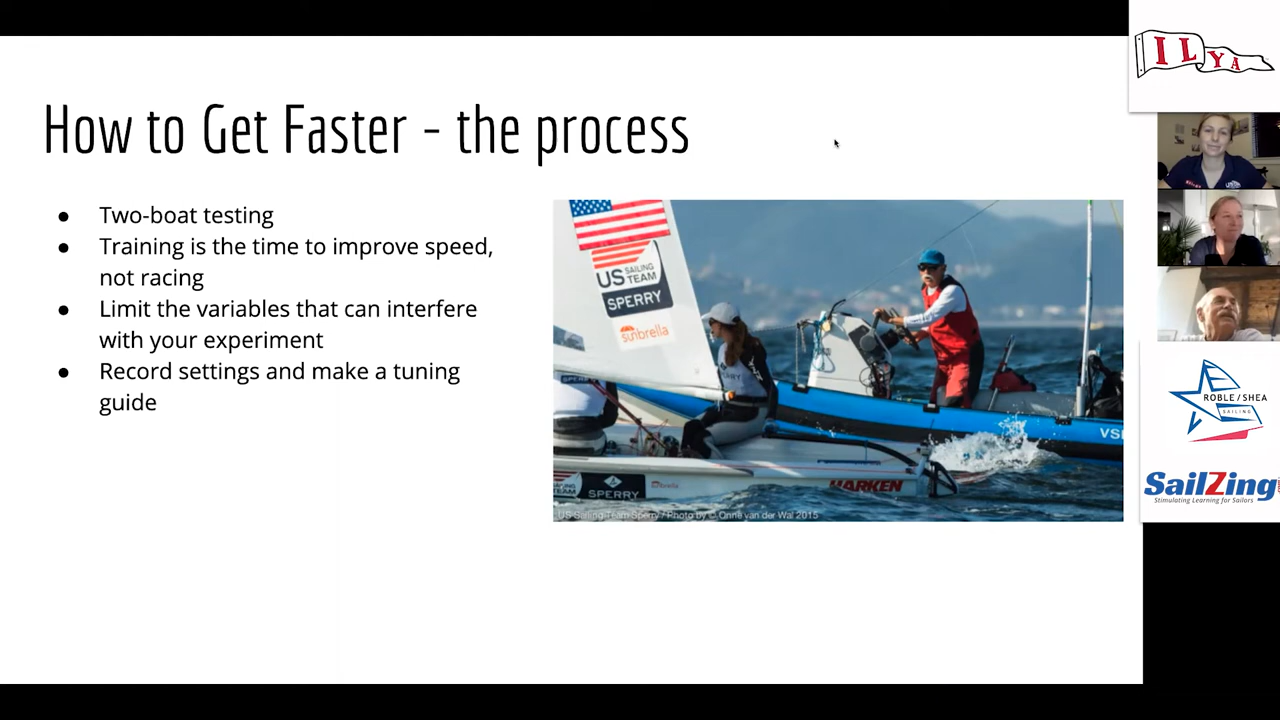 How to Get Faster - the process
● Two-boat testing
● Training is the time to improve speed,
not racing
● Limit the variables that can interfere
with your experiment
● Record settings and make a tuning
guide
US SAILING
TEAM
SPERRY
sunbrella
SPERRY
HARKEN
US Sailing Team Sperry / Photo by © Onne van der Wal 2015
ILYA
ROBLE / SHEA
SAILING
SailZing
Stimulating Learning for Sailors